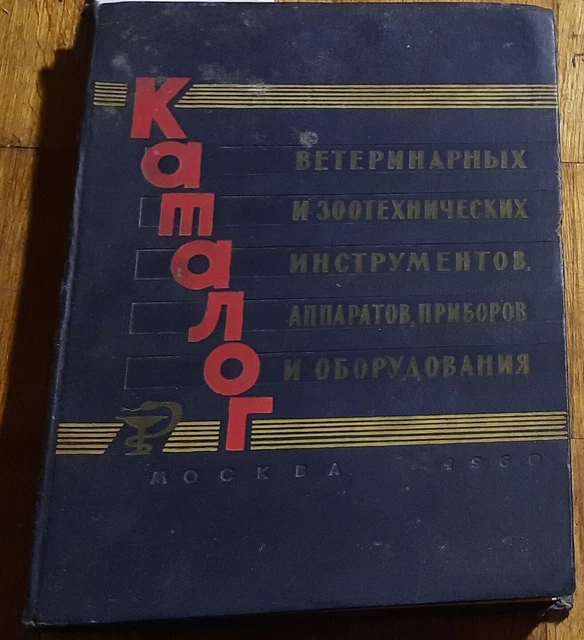 Каталог
ВЕТЕРИНАРНЫХ
И ЗООТЕХНИЧЕСКИХ
ИНСТРУМЕНТОВ,
АППАРАТОВ, ПРИБОРОВ
И ОБОРУДОВАНИЯ
МОСКВА 1960